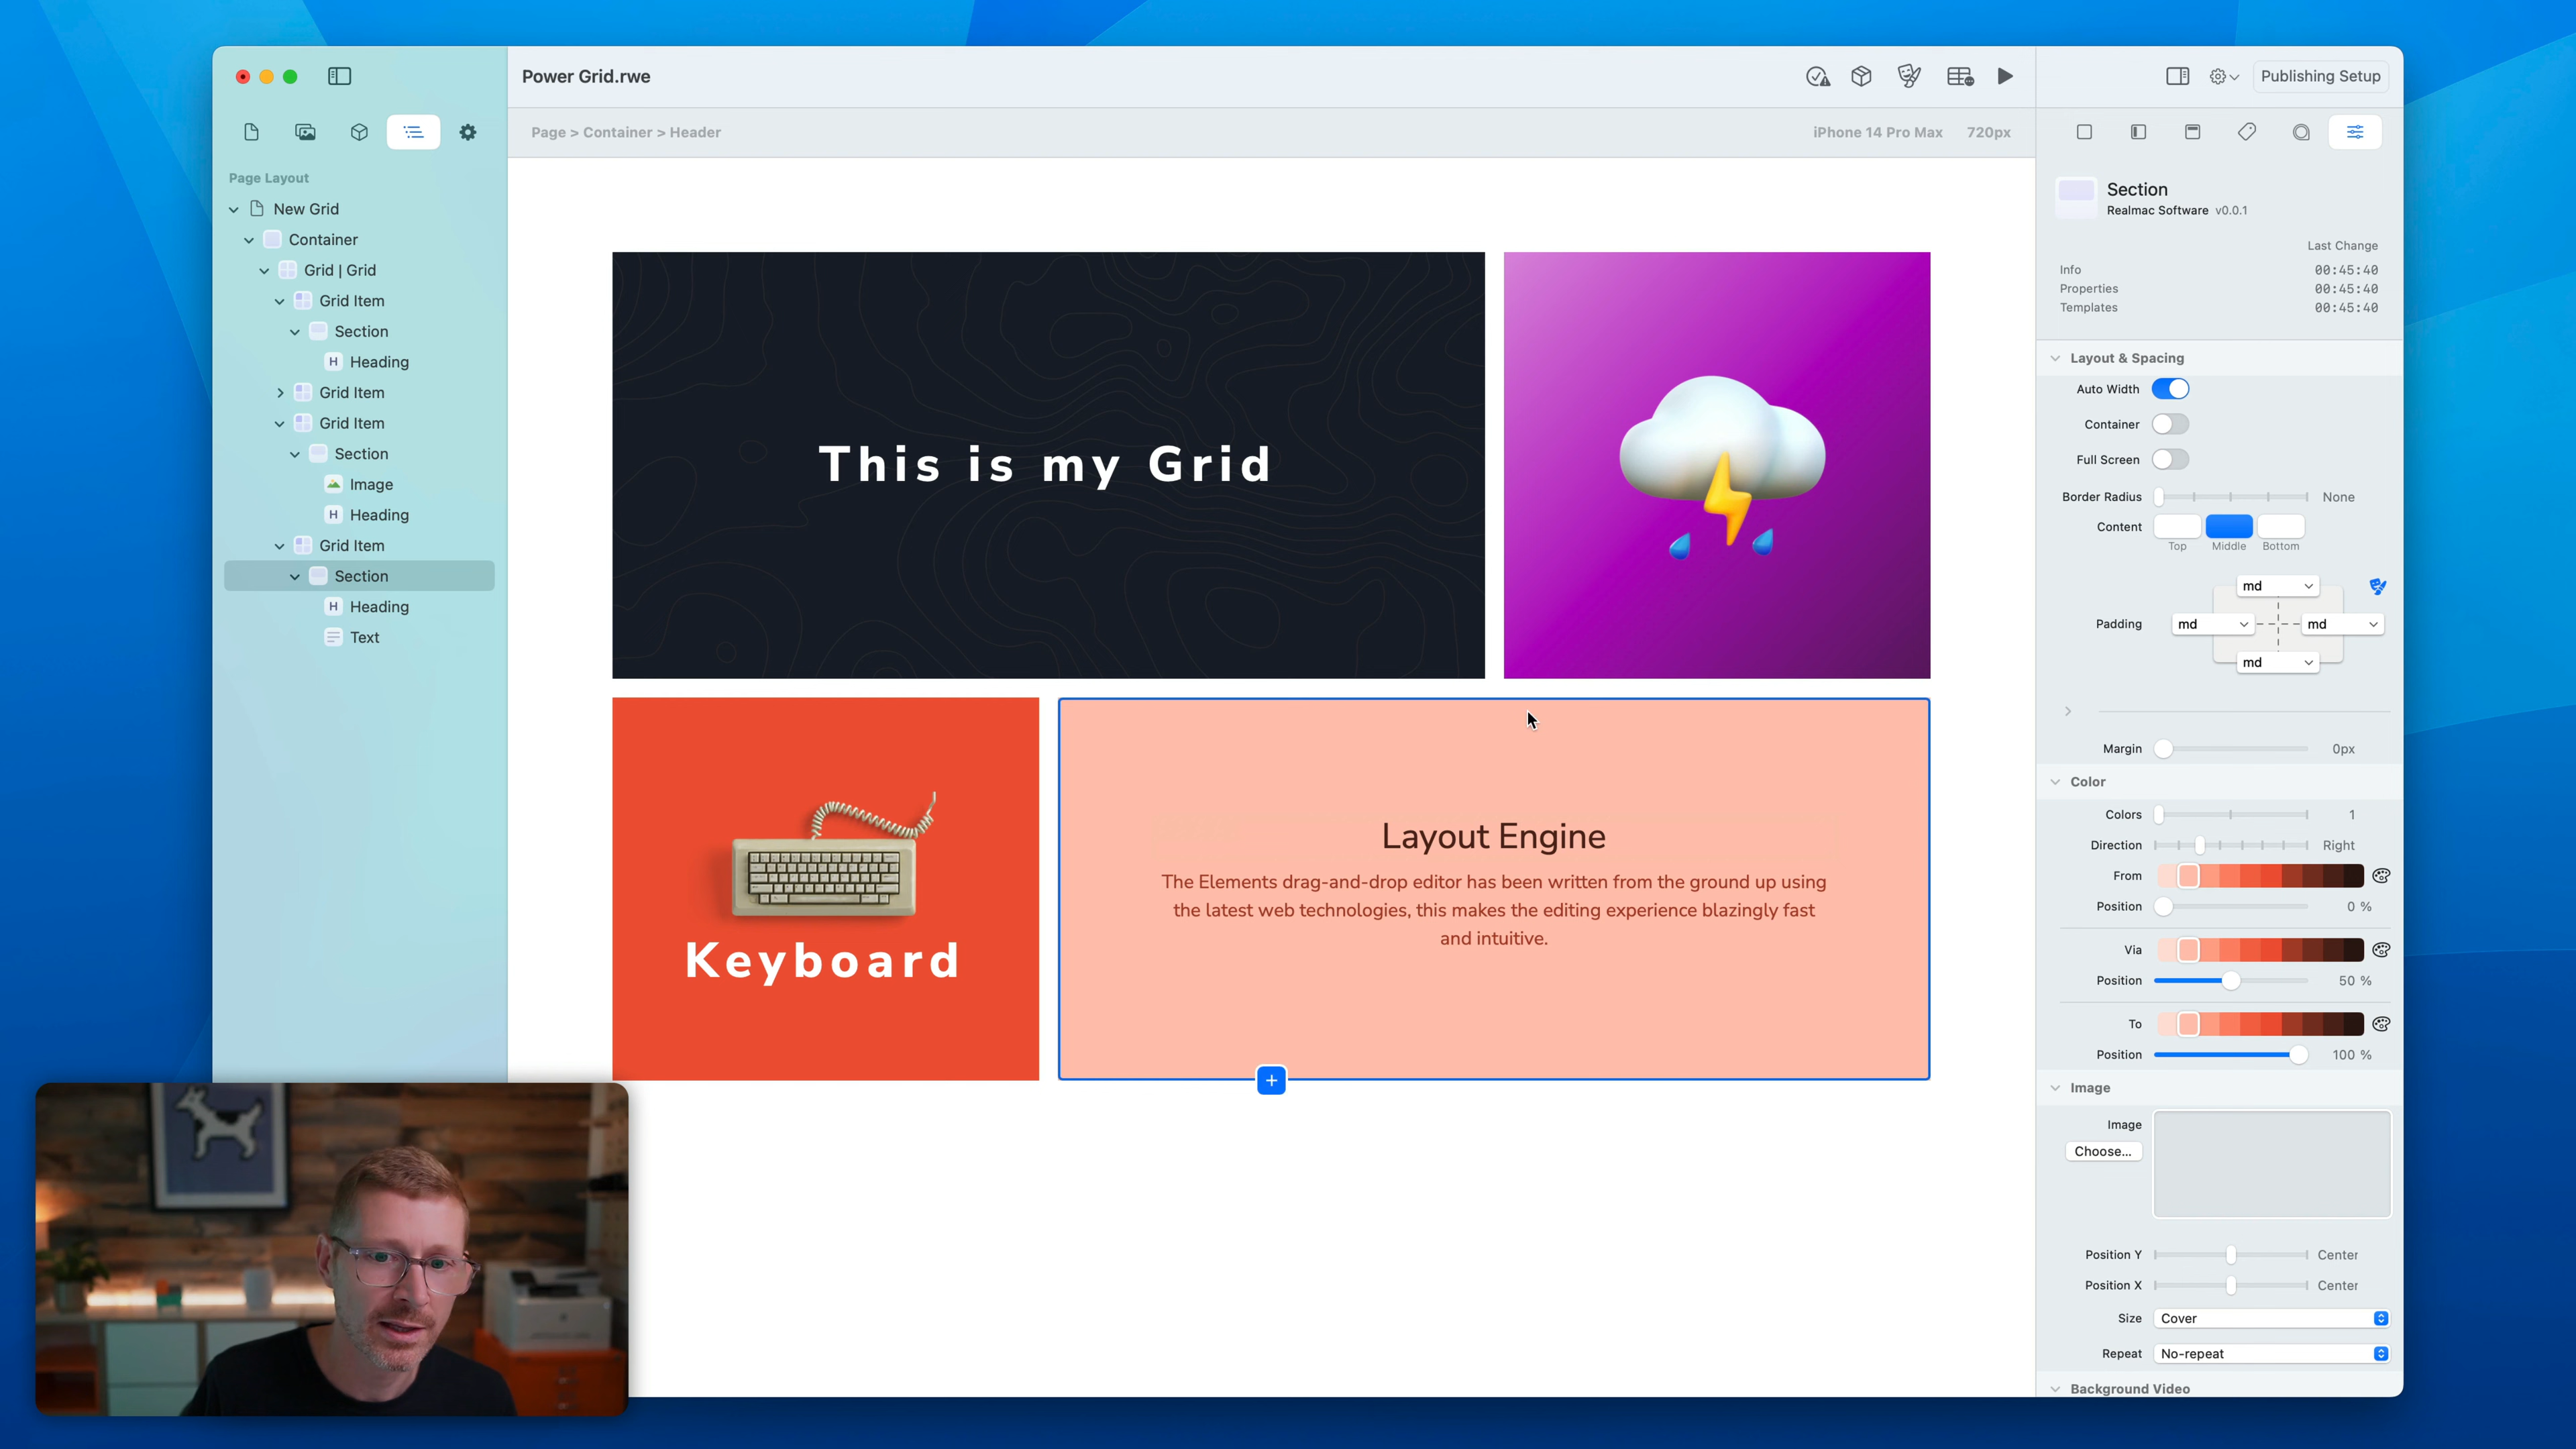 Power Grid.rwe
Publishing Setup
Page > Container > Header
iPhone 14 Pro Max 720px
Page Layout
New Grid
Container
Grid | Grid
Grid Item
Section
H Heading
Grid Item
Grid Item
Section
Image
H Heading
Grid Item
Section
H Heading
Text
This is my Grid
Keyboard
Layout Engine
The Elements drag-and-drop editor has been written from the ground up using
the latest web technologies, this makes the editing experience blazingly fast
and intuitive.
Section
Realmac Software v0.0.1
Last Change
Info 00:45:40
Properties 00:45:40
Templates 00:45:40
Layout & Spacing
Auto Width
Container
Full Screen
Border Radius None
Content
Top Middle Bottom
md
Padding md md
md
Margin 0px
Color
Colors 1
Direction Right
From
Position 0 %
Via
Position 50 %
To
Position 100 %
Image
Image
Choose...
Position Y Center
Position X Center
Size Cover
Repeat No-repeat
Background Video